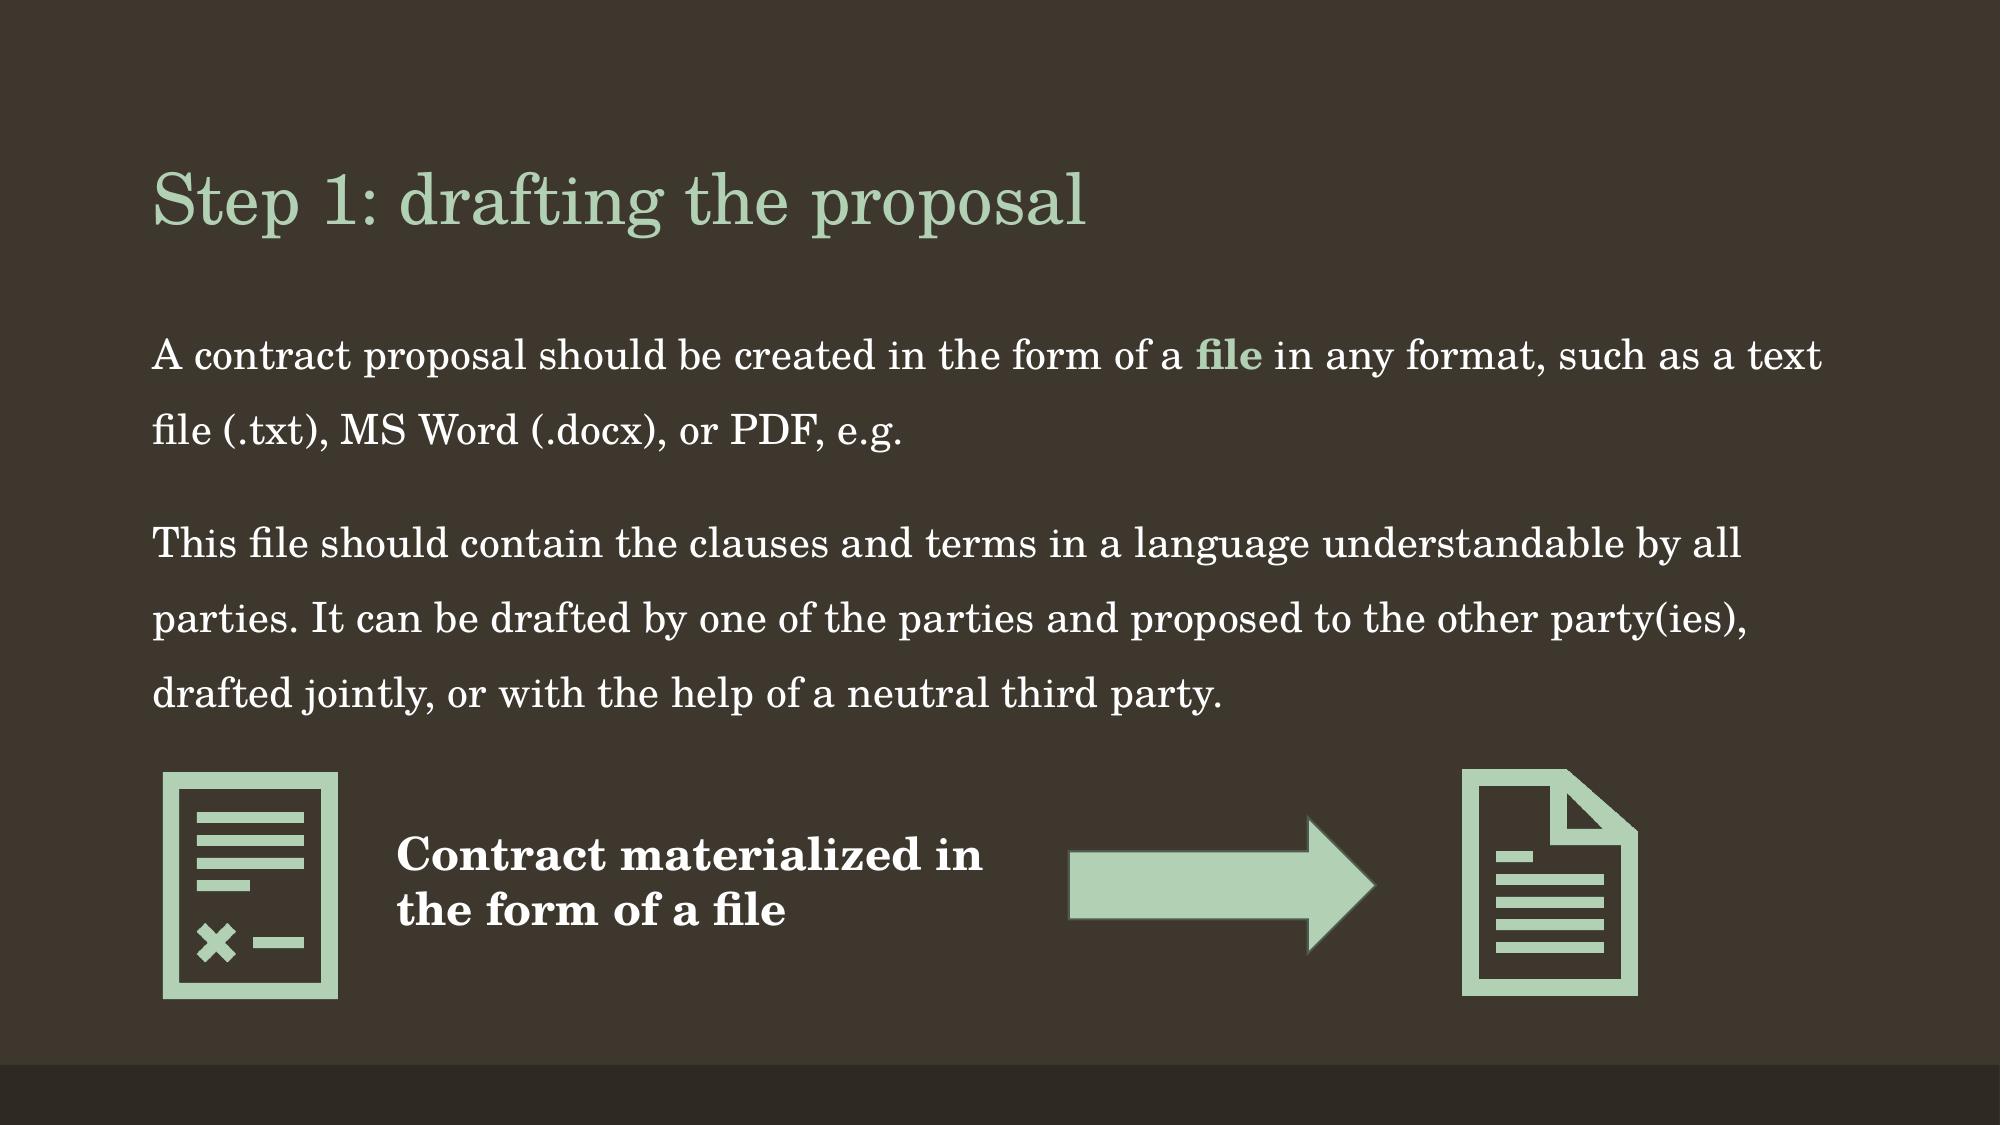 Step 1: drafting the proposal
A contract proposal should be created in the form of a file in any format, such as a text
file (.txt), MS Word (.docx), or PDF, e.g.
This file should contain the clauses and terms in a language understandable by all
parties. It can be drafted by one of the parties and proposed to the other party(ies),
drafted jointly, or with the help of a neutral third party.
Contract materialized in
the form of a file